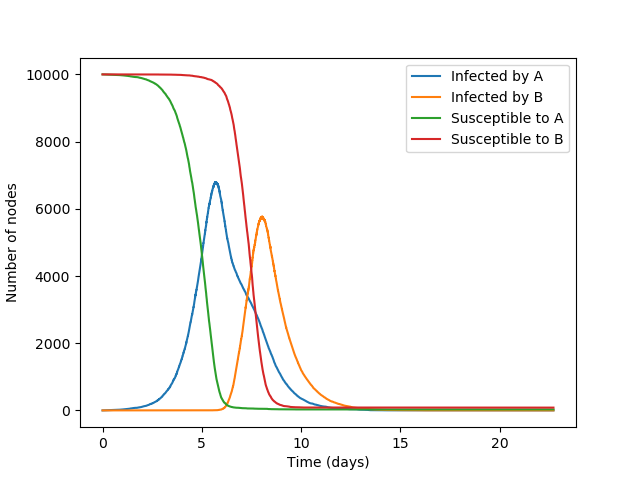 Infected by A
Infected by B
Susceptible to A
Susceptible to B
10000
8000
6000
4000
2000
0
Number of nodes
0 5 10 15 20
Time (days)